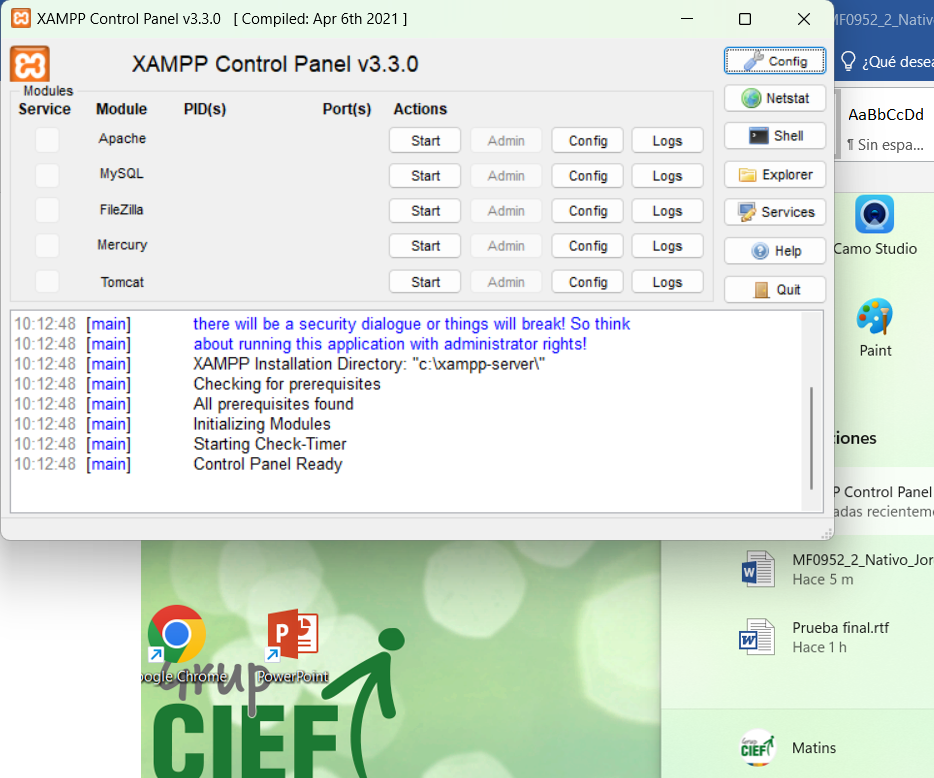 XAMPP Control Panel v3.3.0 [ Compiled: Apr 6th 2021 ]
XAMPP Control Panel v3.3.0
Config
Modules
Service Module PID(s) Port(s) Actions
Netstat
Apache Start Admin Config Logs
Shell
MySQL Start Admin Config Logs
Explorer
FileZilla Start Admin Config Logs
Services
Mercury Start Admin Config Logs
Help
Tomcat Start Admin Config Logs
Quit
10:12:48 [main] there will be a security dialogue or things will break! So think
10:12:48 [main] about running this application with administrator rights!
10:12:48 [main] XAMPP Installation Directory: "c:\xampp-server\"
10:12:48 [main] Checking for prerequisites
10:12:48 [main] All prerequisites found
10:12:48 [main] Initializing Modules
10:12:48 [main] Starting Check-Timer
10:12:48 [main] Control Panel Ready
MF0952_2_Nativ
¿Qué desea
AaBbCcDd
¶ Sin espa...
Camo Studio
Paint
iones
P Control Panel
adas recientem
MF0952_2_Nativo_Jor
Hace 5 m
Prueba final.rtf
Hace 1 h
Grup
CIEF
Matins
oogle Chrome
PowerPoint
Grup
CIEF